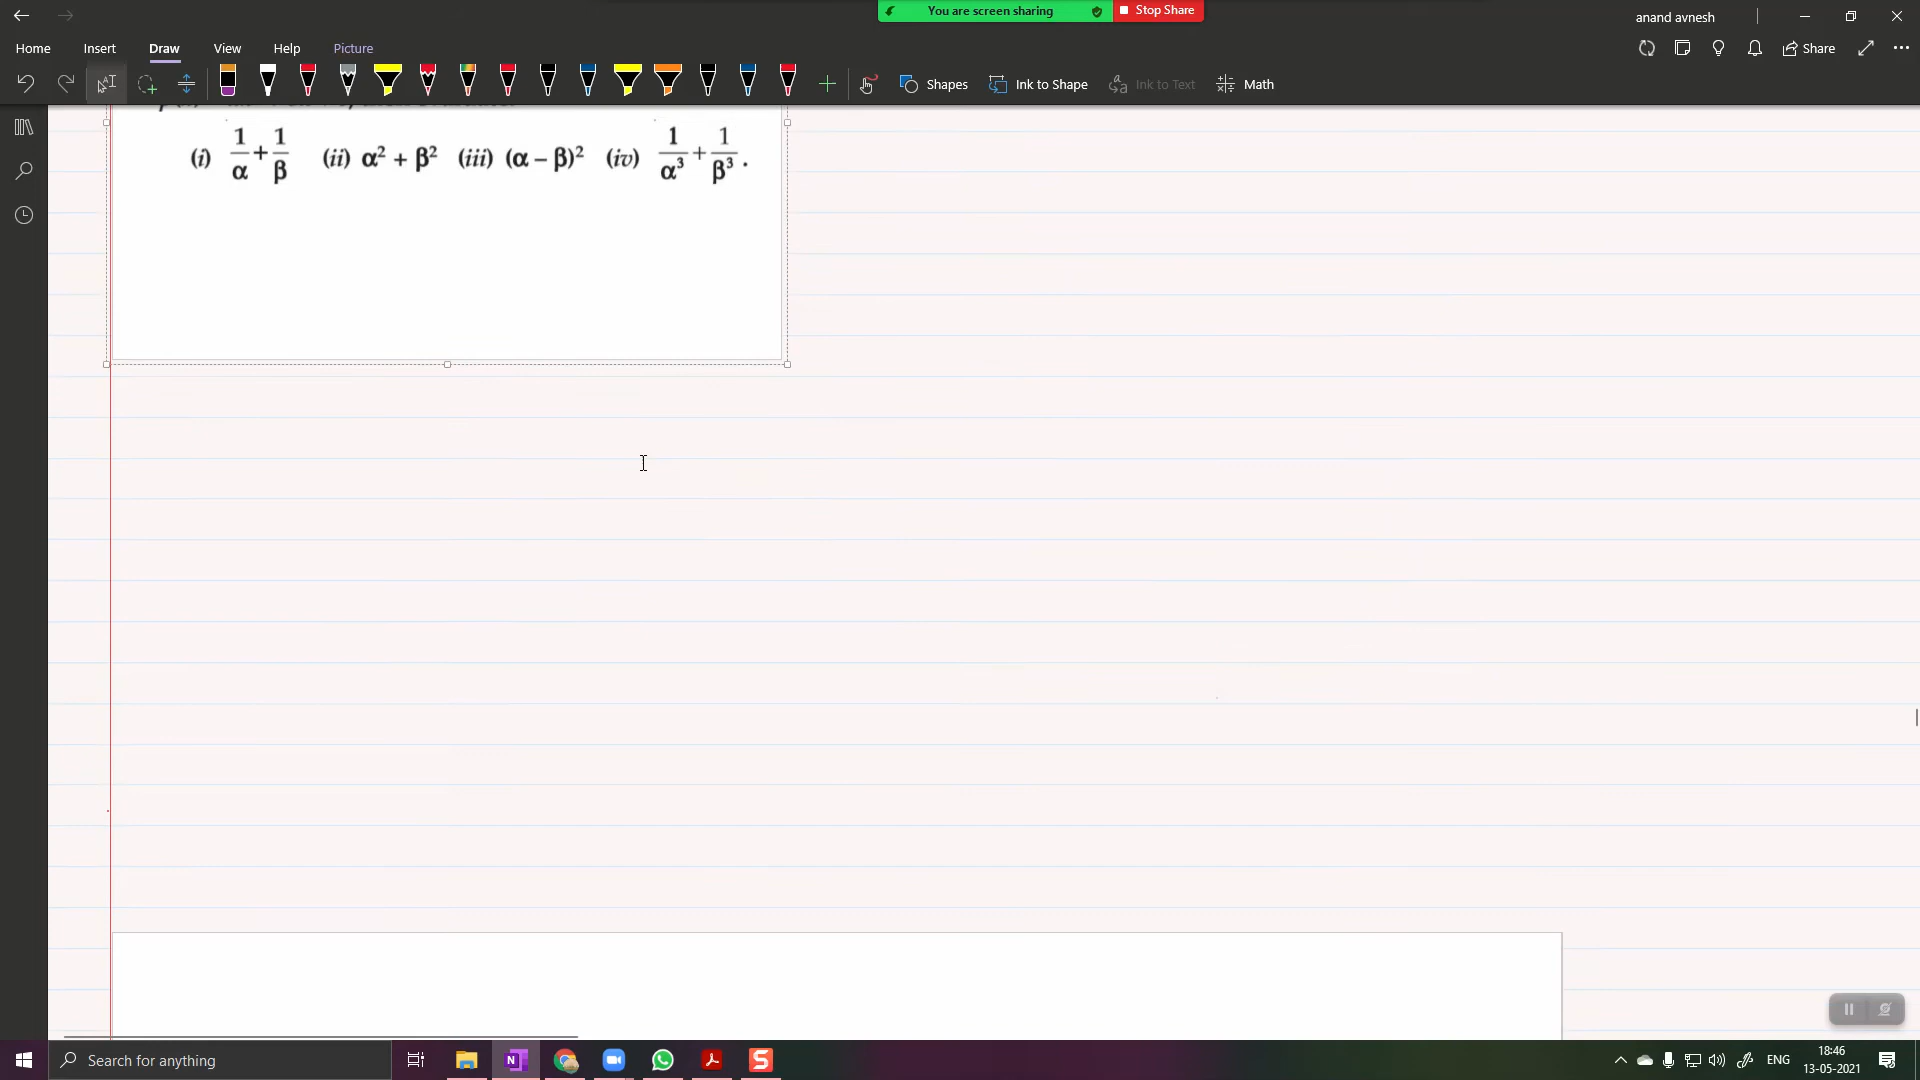 You are screen sharing Stop Share
anand avnesh
Home Insert Draw View Help Picture
Share
Shapes Ink to Shape Ink to Text Math
(i) 1/α + 1/β (ii) α² + β² (iii) (α – β)² (iv) 1/α³ + 1/β³ .
Search for anything
ENG
18:46
13-05-2021